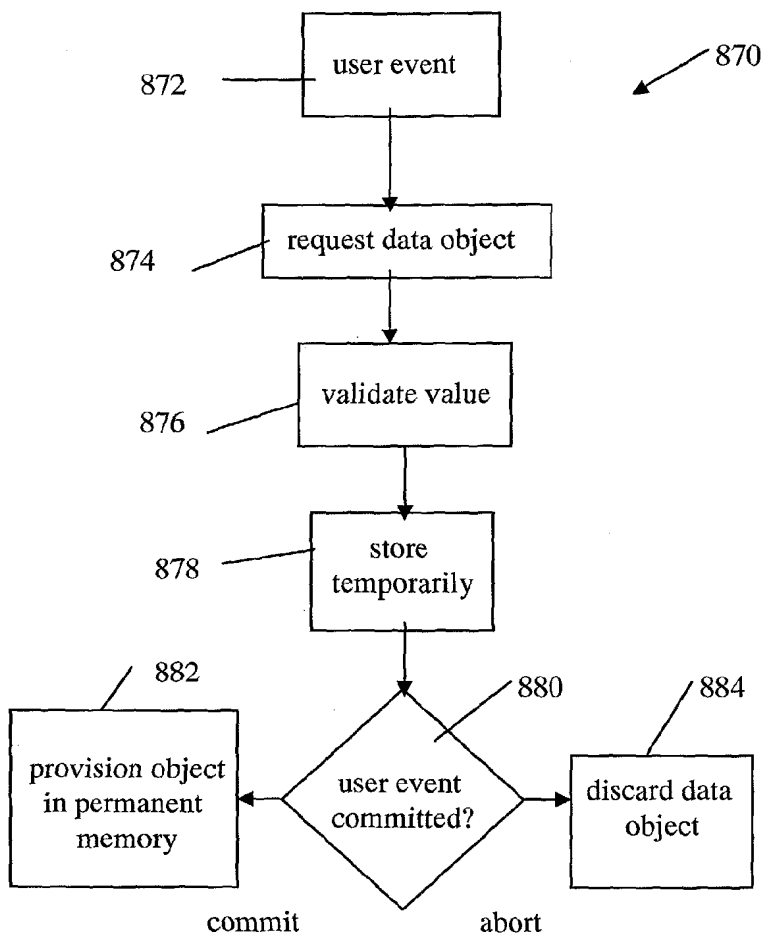 user event
870
872
request data object
874
validate value
876
store
temporarily
878
882
880
884
provision object
in permanent
memory
user event
committed?
discard data
object
commit
abort